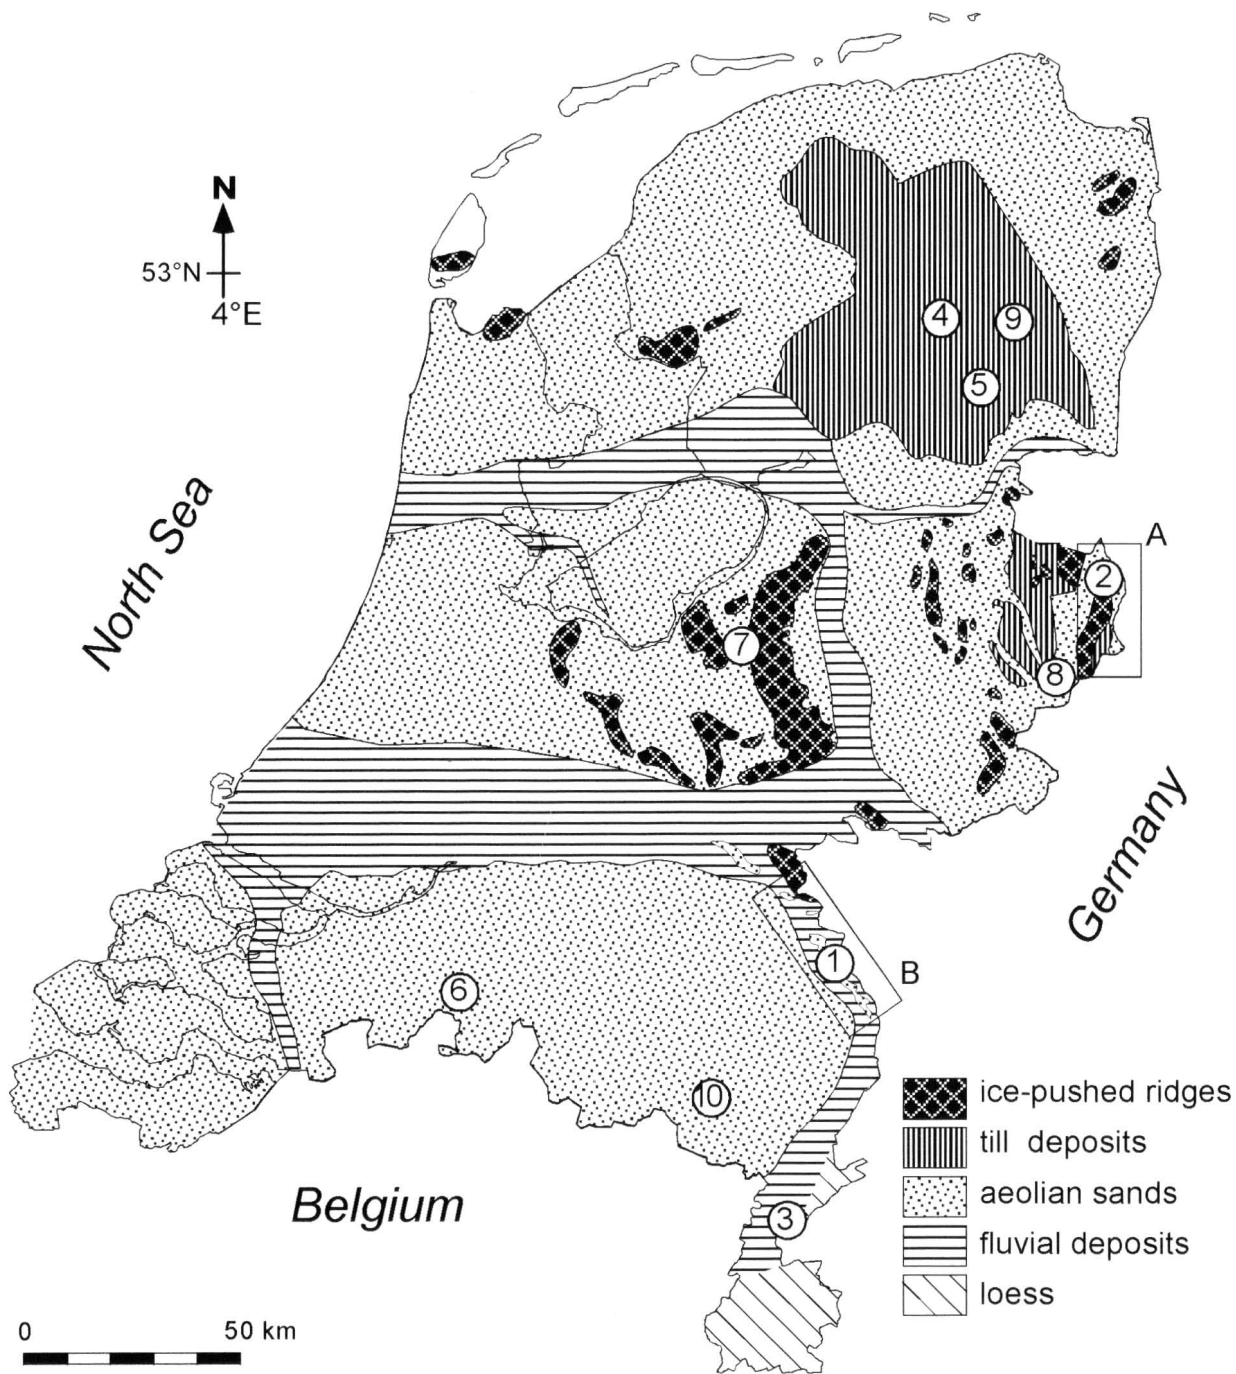 N
53°N
4°E
4
9
5
North Sea
A
2
7
8
Germany
1
B
6
10
ice-pushed ridges
till deposits
aeolian sands
Belgium
3
fluvial deposits
loess
0 50 km